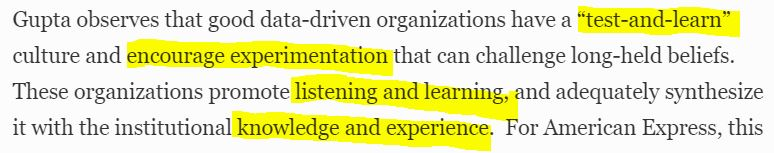 Gupta observes that good data-driven organizations have a “test-and-learn”
culture and encourage experimentation that can challenge long-held beliefs.
These organizations promote listening and learning, and adequately synthesize
it with the institutional knowledge and experience.  For American Express, this